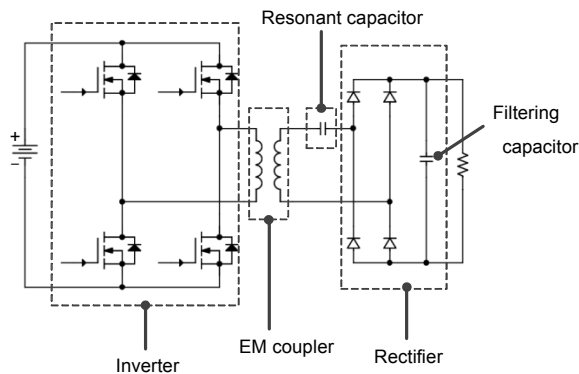 Resonant capacitor
Filtering
capacitor
+
−
EM coupler
Rectifier
Inverter